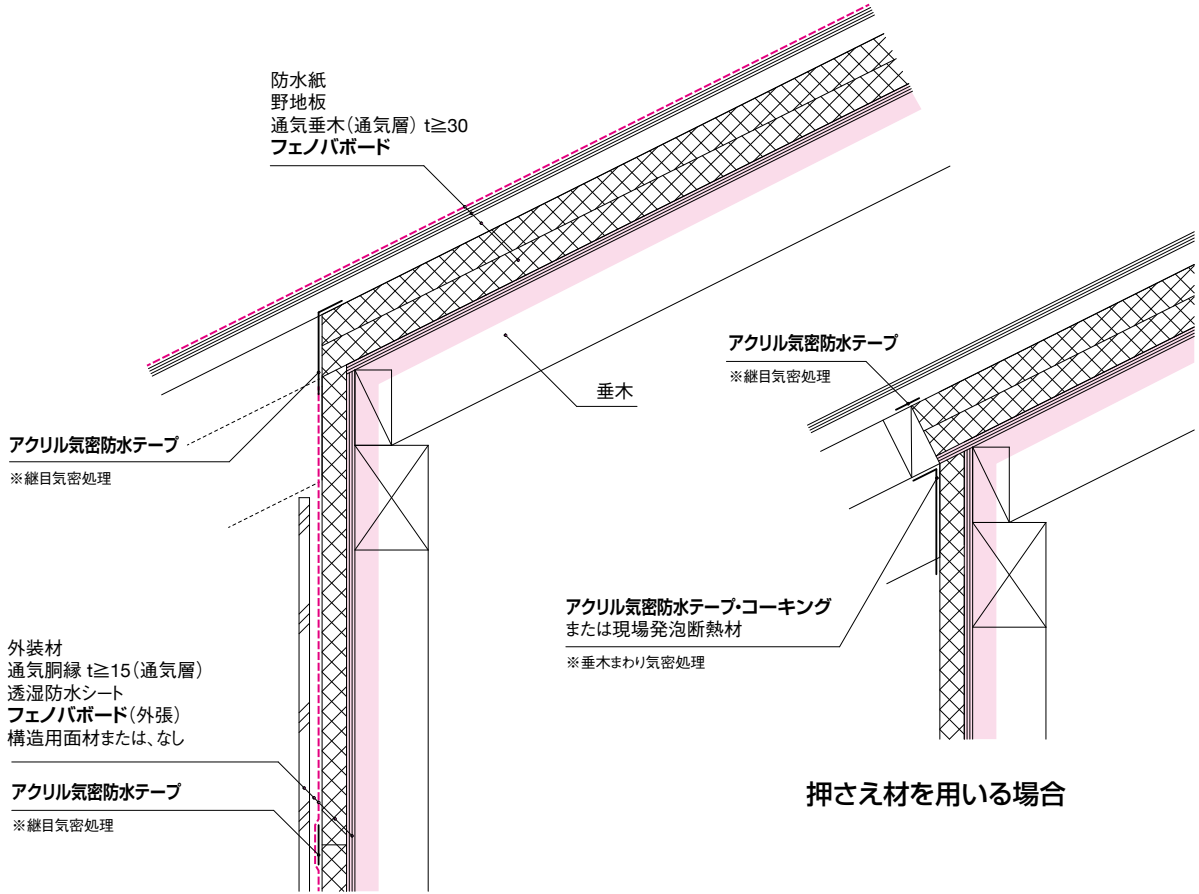 防水紙
野地板
通気垂木(通気層) t≧30
フェノバボード
垂木
アクリル気密防水テープ
※継目気密処理
外装材
通気胴縁 t≧15(通気層)
透湿防水シート
フェノバボード(外張)
構造用面材または、なし
アクリル気密防水テープ
※継目気密処理
アクリル気密防水テープ
※継目気密処理
アクリル気密防水テープ・コーキング
または現場発泡断熱材
※垂木まわり気密処理
押さえ材を用いる場合